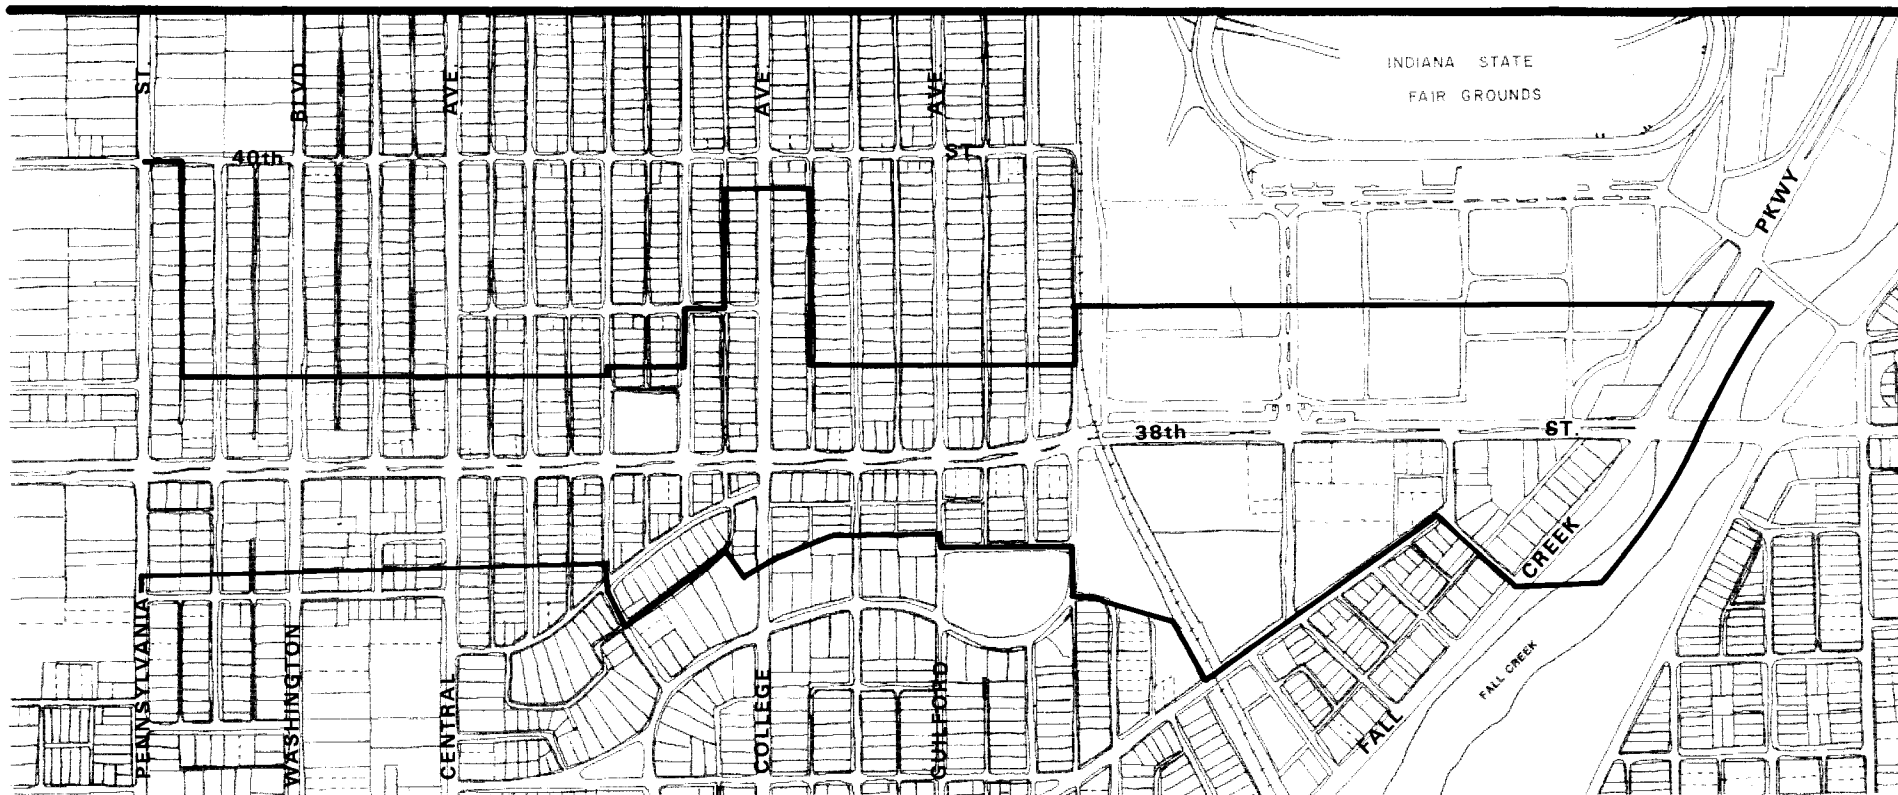 INDIANA STATE
FAIR GROUNDS
ST.
BLVD
AVE.
AVE.
AVE.
40th
ST.
PKWY
38th
ST.
CREEK
FALL CREEK
FALL
PENNSYLVANIA
WASHINGTON
CENTRAL
COLLEGE
GUILFORD